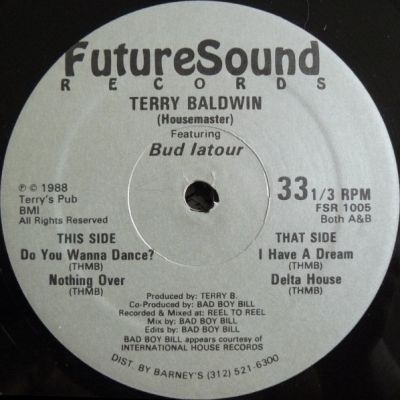 FutureSound
RECORDS
TERRY BALDWIN
(Housemaster)
Featuring
Bud latour
℗ © 1988
Terry's Pub
BMI
All Rights Reserved
33 1/3 RPM
FSR 1005
Both A&B
THIS SIDE
Do You Wanna Dance?
(THMB)
Nothing Over
(THMB)
THAT SIDE
I Have A Dream
(THMB)
Delta House
(THMB)
Produced by: TERRY B.
Co-Produced by: BAD BOY BILL
Recorded & Mixed at: REEL TO REEL
Mix by: BAD BOY BILL
Edits by: BAD BOY BILL
BAD BOY BILL appears courtesy of
INTERNATIONAL HOUSE RECORDS
DIST. BY BARNEY'S (312) 521-6300